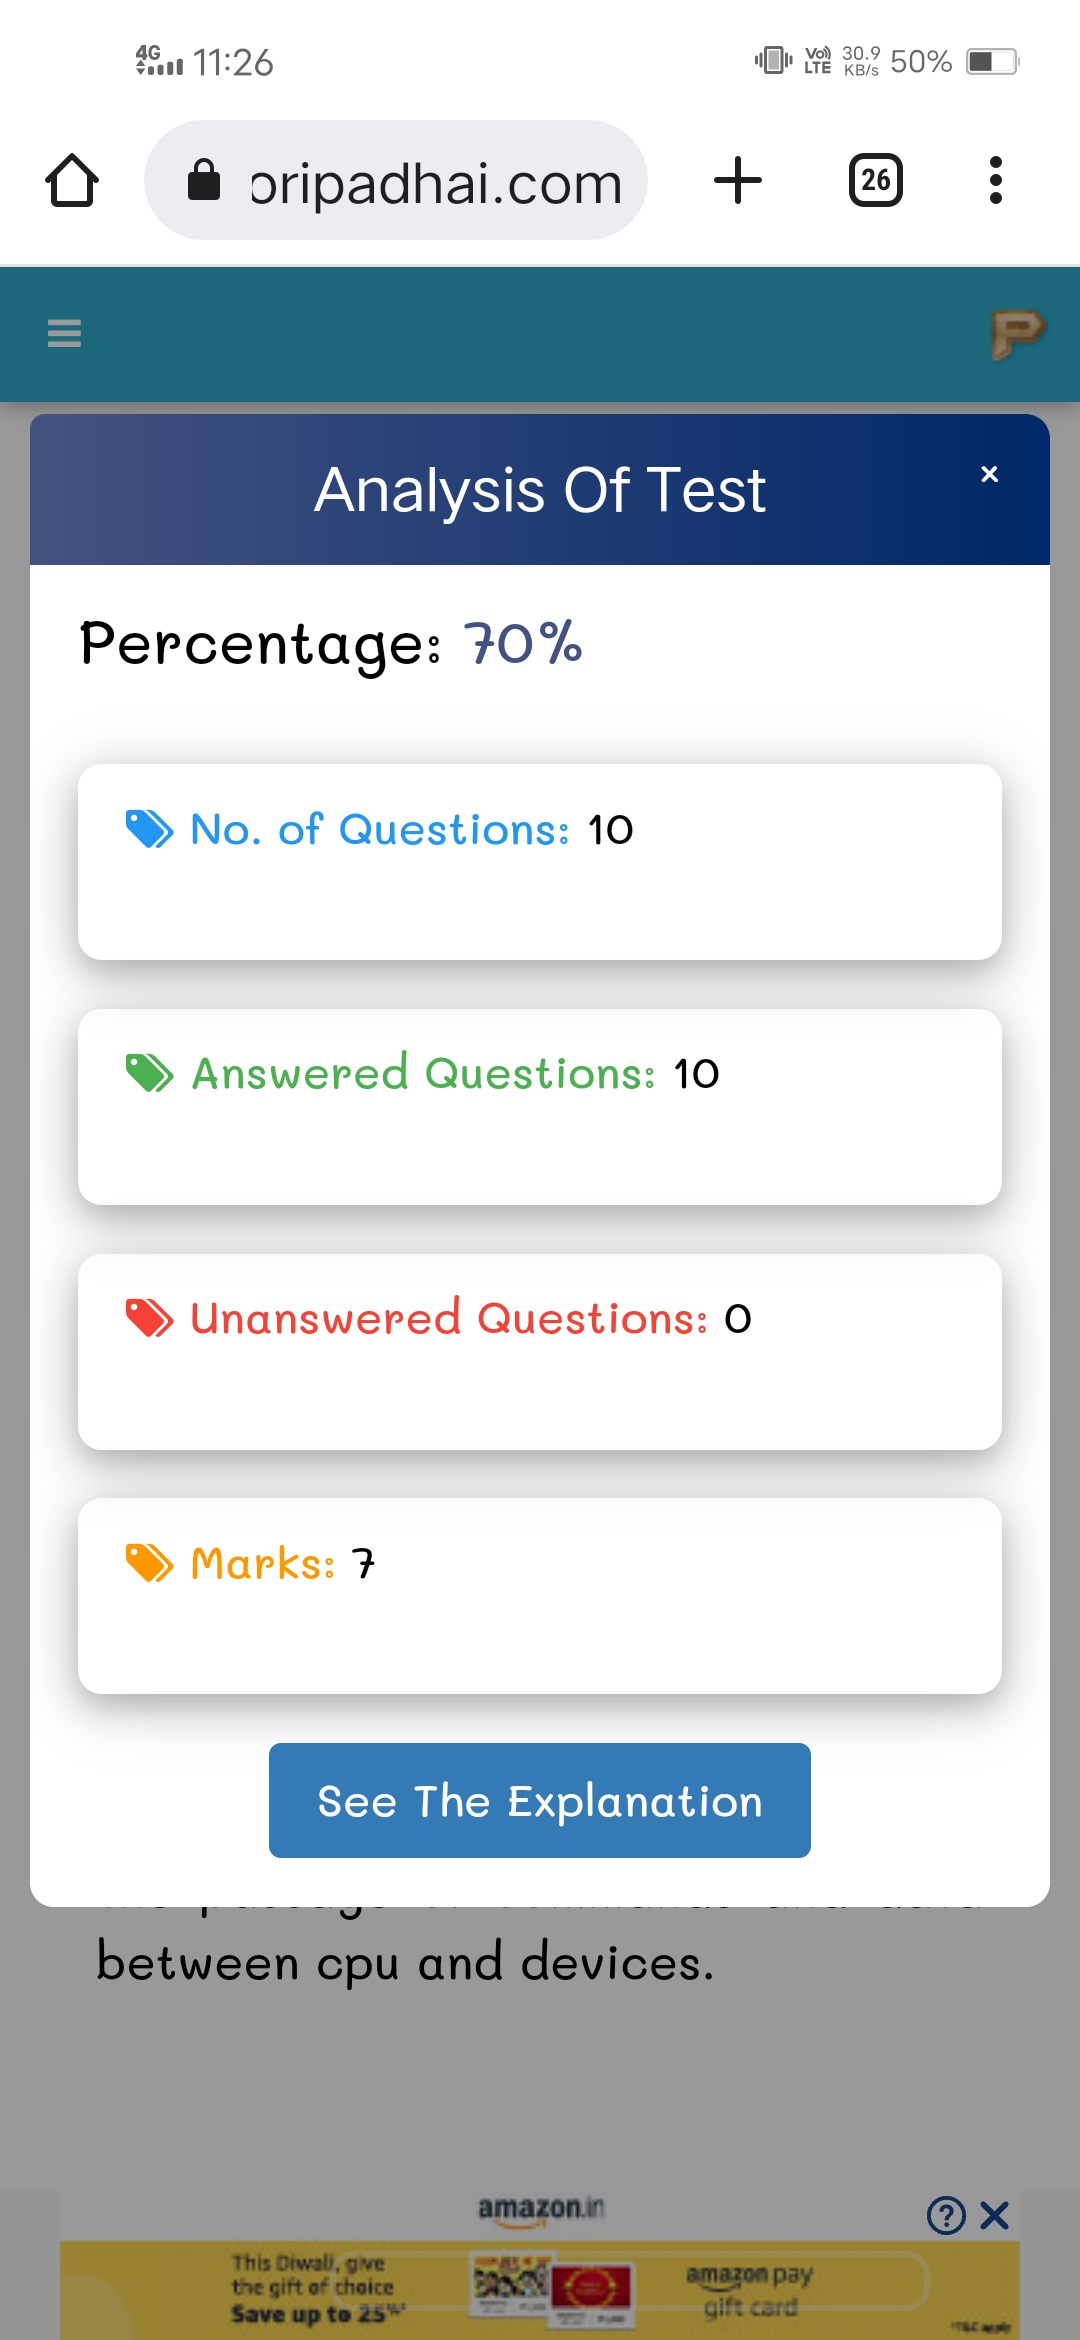 4G 11:26 Vo) LTE 30.9 KB/s 50%
oripadhai.com 26
P
Analysis Of Test ×
Percentage: 70%
No. of Questions: 10
Answered Questions: 10
Unanswered Questions: 0
Marks: 7
See The Explanation
between cpu and devices.
amazon.in
This Diwali, give
the gift of choice
Save up to 25%*
amazon pay
gift card
*T&C apply